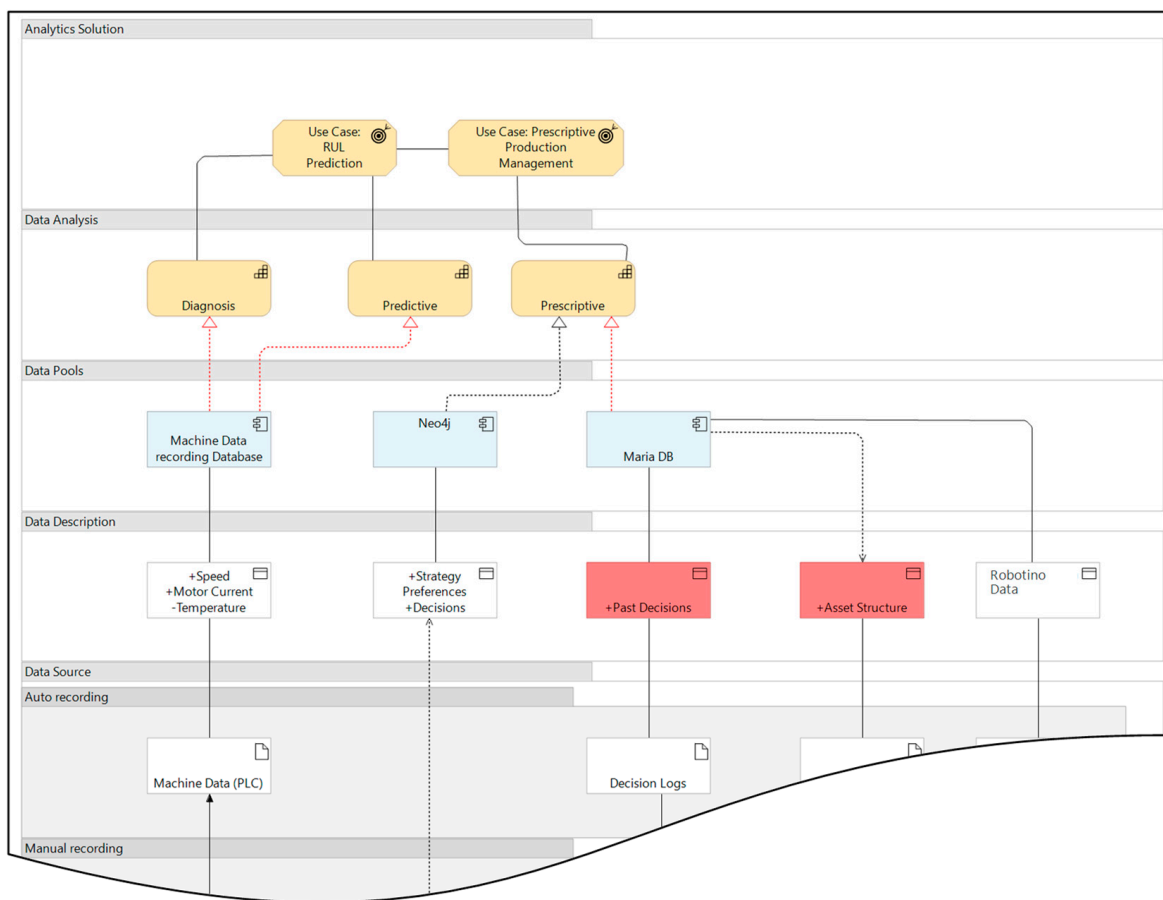 Analytics Solution
Use Case:
RUL
Prediction
Use Case: Prescriptive
Production
Management
Data Analysis
Diagnosis
Predictive
Prescriptive
Data Pools
Machine Data
recording Database
Neo4j
Maria DB
Data Description
+Speed
+Motor Current
-Temperature
+Strategy
Preferences
+Decisions
+Past Decisions
+Asset Structure
Robotino
Data
Data Source
Auto recording
Machine Data (PLC)
Decision Logs
Manual recording